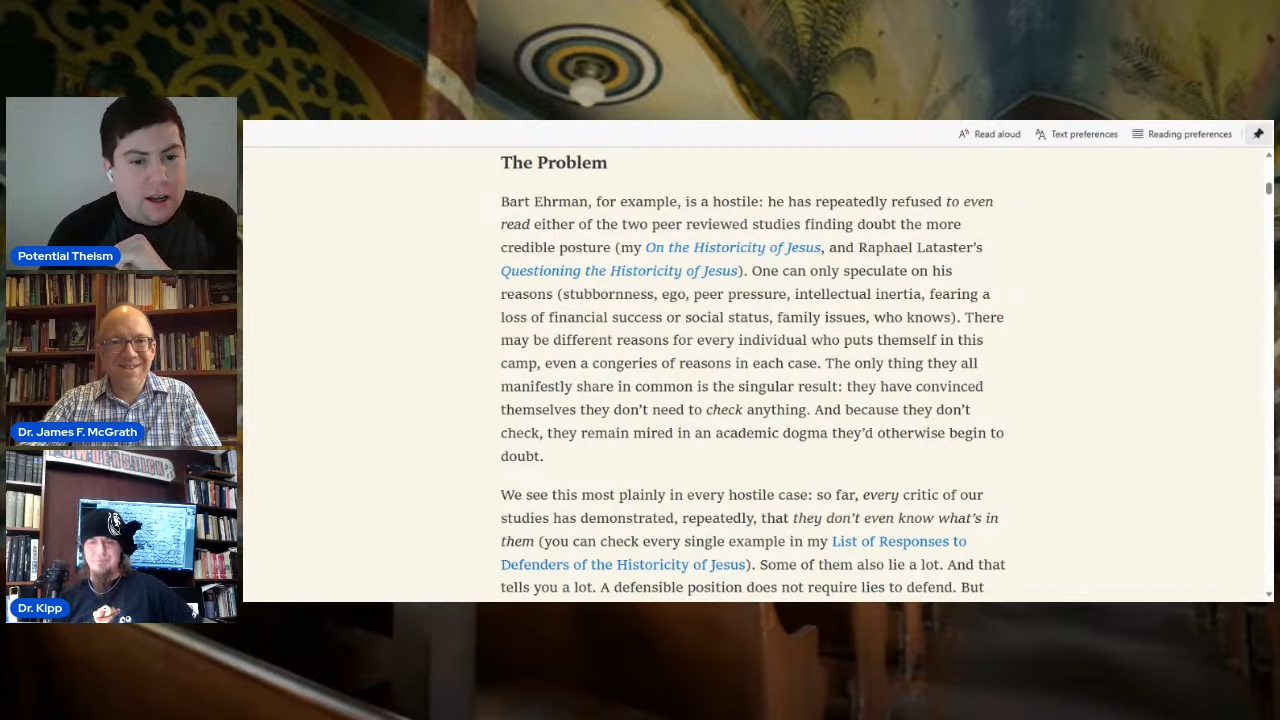 Read aloud
Text preferences
Reading preferences
The Problem
Bart Ehrman, for example, is a hostile: he has repeatedly refused to even
read either of the two peer reviewed studies finding doubt the more
credible posture (my On the Historicity of Jesus, and Raphael Lataster’s
Questioning the Historicity of Jesus). One can only speculate on his
reasons (stubbornness, ego, peer pressure, intellectual inertia, fearing a
loss of financial success or social status, family issues, who knows). There
may be different reasons for every individual who puts themself in this
camp, even a congeries of reasons in each case. The only thing they all
manifestly share in common is the singular result: they have convinced
themselves they don’t need to check anything. And because they don’t
check, they remain mired in an academic dogma they’d otherwise begin to
doubt.
We see this most plainly in every hostile case: so far, every critic of our
studies has demonstrated, repeatedly, that they don’t even know what’s in
them (you can check every single example in my List of Responses to
Defenders of the Historicity of Jesus). Some of them also lie a lot. And that
tells you a lot. A defensible position does not require lies to defend. But
Potential Theism
Dr. James F. McGrath
Dr. Kipp